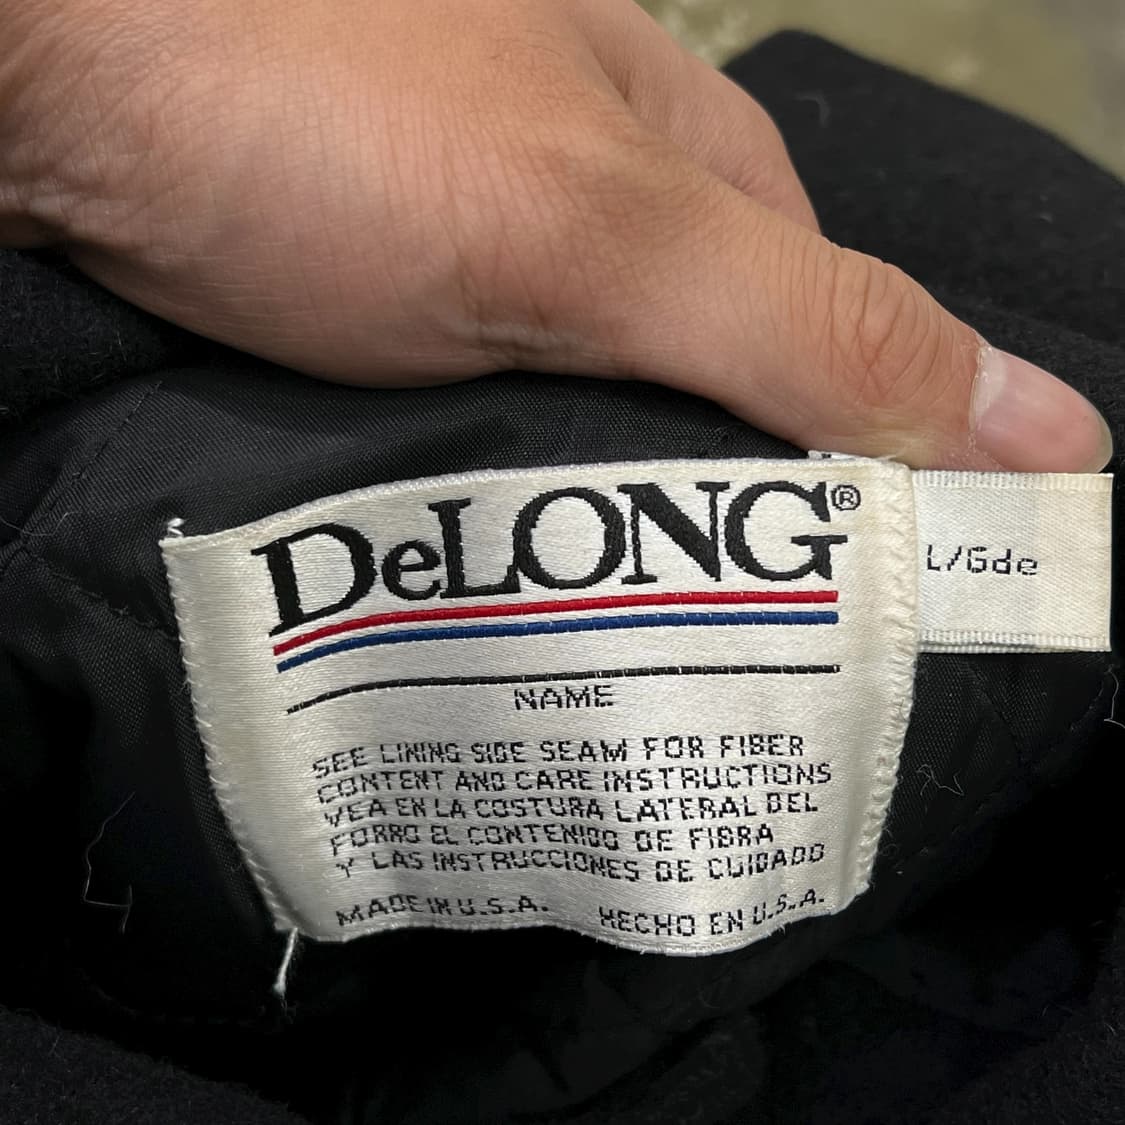 DeLONG®
L/Gde
NAME
SEE LINING SIDE SEAM FOR FIBER
CONTENT AND CARE INSTRUCTIONS
VEA EN LA COSTURA LATERAL DEL
FORRO EL CONTENIDO DE FIBRA
Y LAS INSTRUCCIONES DE CUIDADO
MADE IN U.S.A. HECHO EN U.S.A.